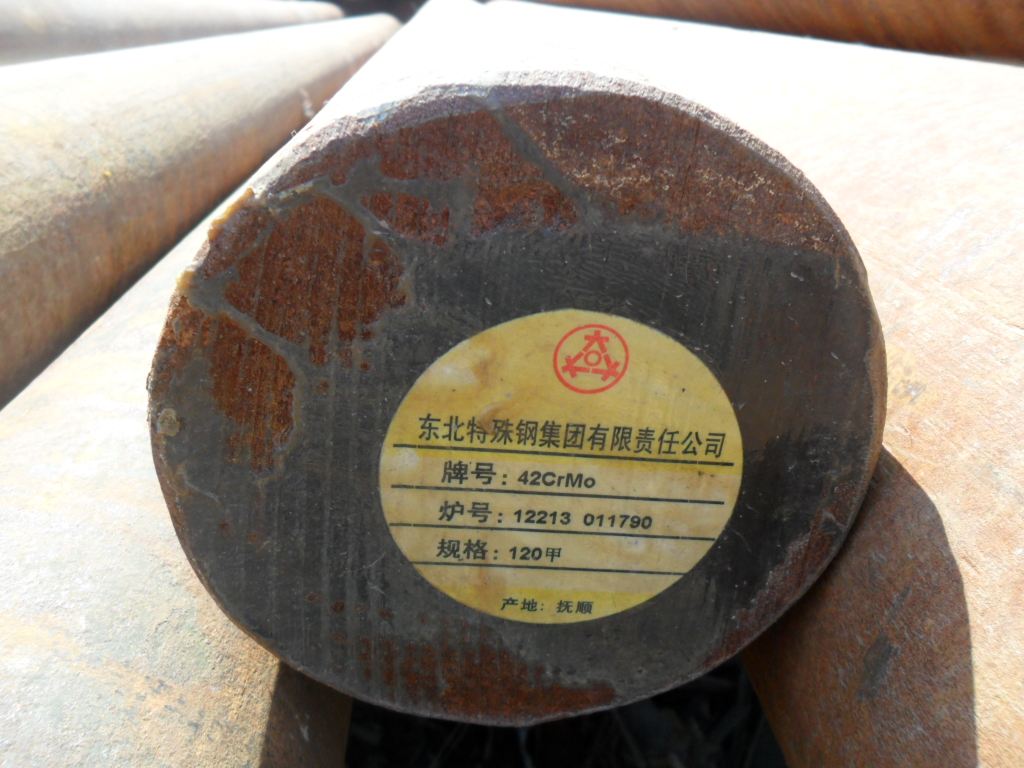 东北特殊钢集团有限责任公司
牌号: 42CrMo
炉号: 12213 011790
规格: 120甲
产地: 抚顺